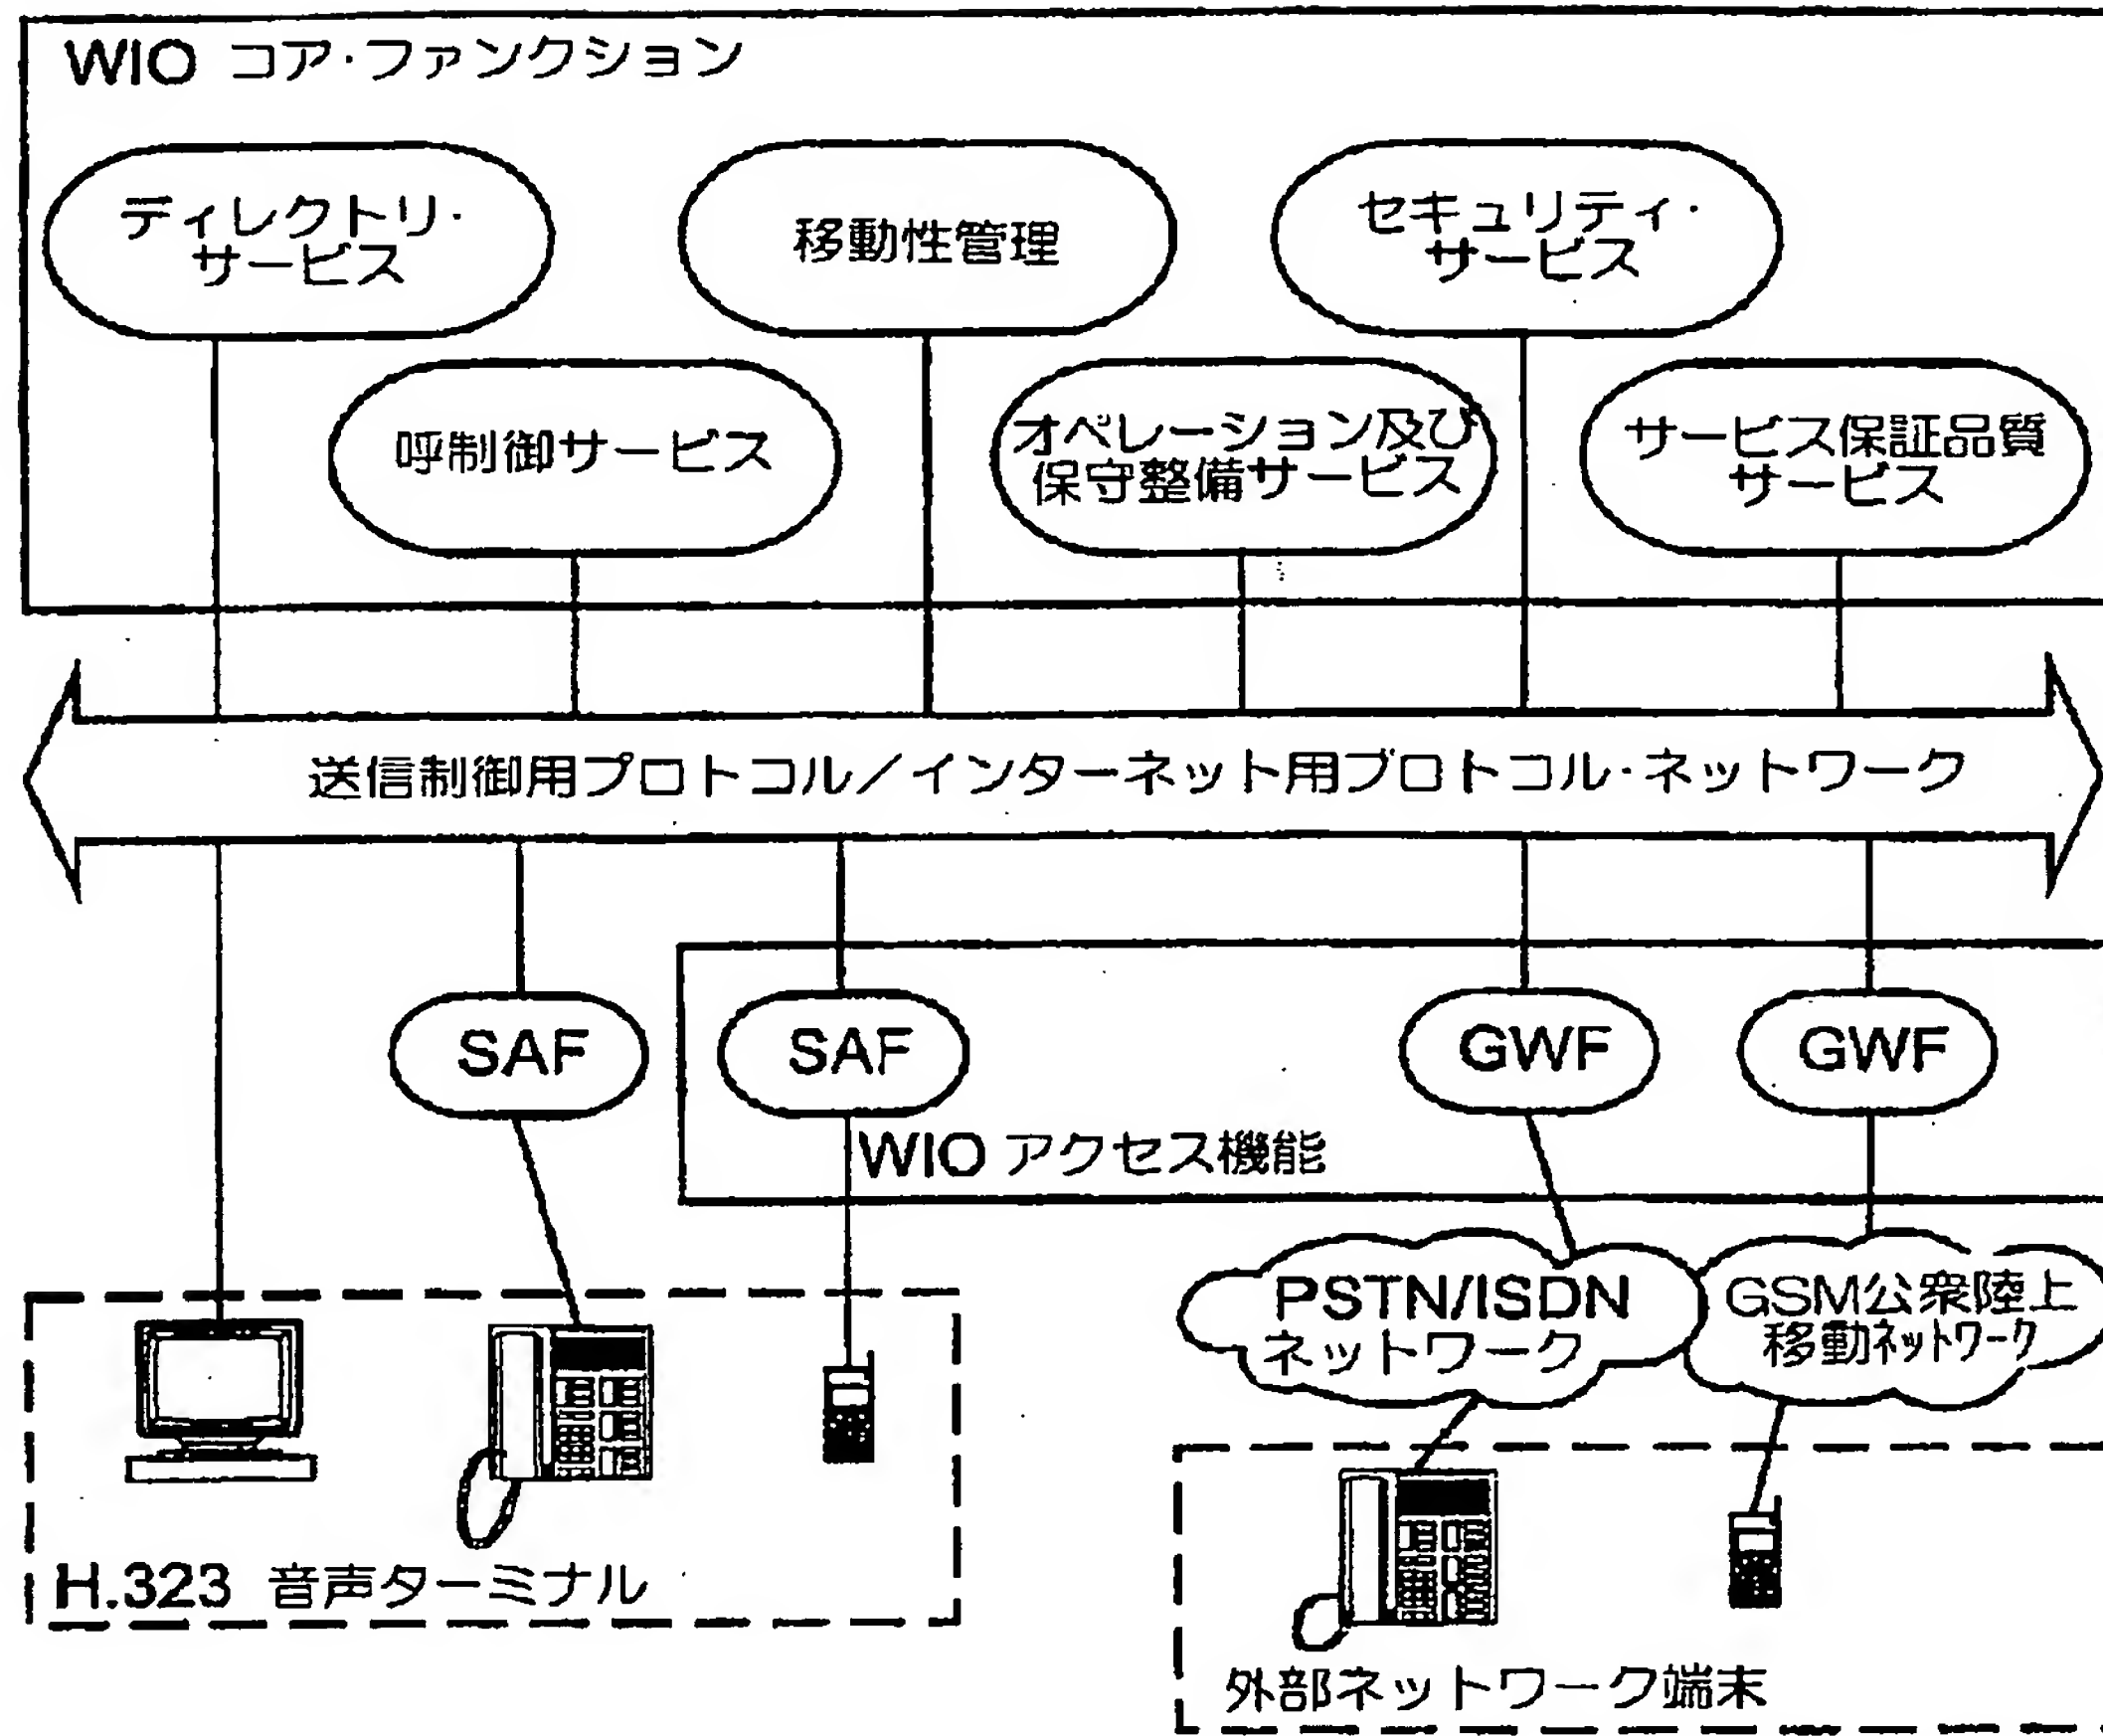 WIO コア・ファンクション
ディレクトリ・
サービス
移動性管理
セキュリティ・
サービス
呼制御サービス
オペレーション及び
保守整備サービス
サービス保証品質
サービス
送信制御用プロトコル／インターネット用プロトコル・ネットワーク
SAF
SAF
GWF
GWF
WIO アクセス機能
PSTN/ISDN
ネットワーク
GSM公衆陸上
移動ネットワーク
H.323 音声ターミナル
外部ネットワーク端末